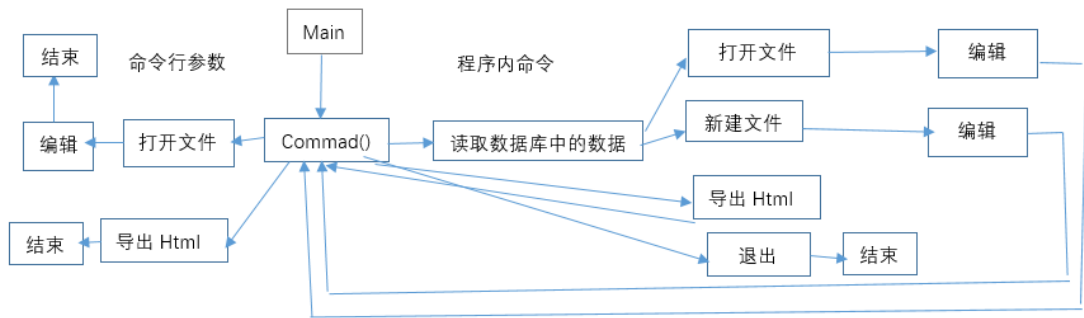 Main
结束
命令行参数
程序内命令
打开文件
编辑
编辑
打开文件
Commad()
读取数据库中的数据
新建文件
编辑
导出 Html
结束
导出 Html
退出
结束